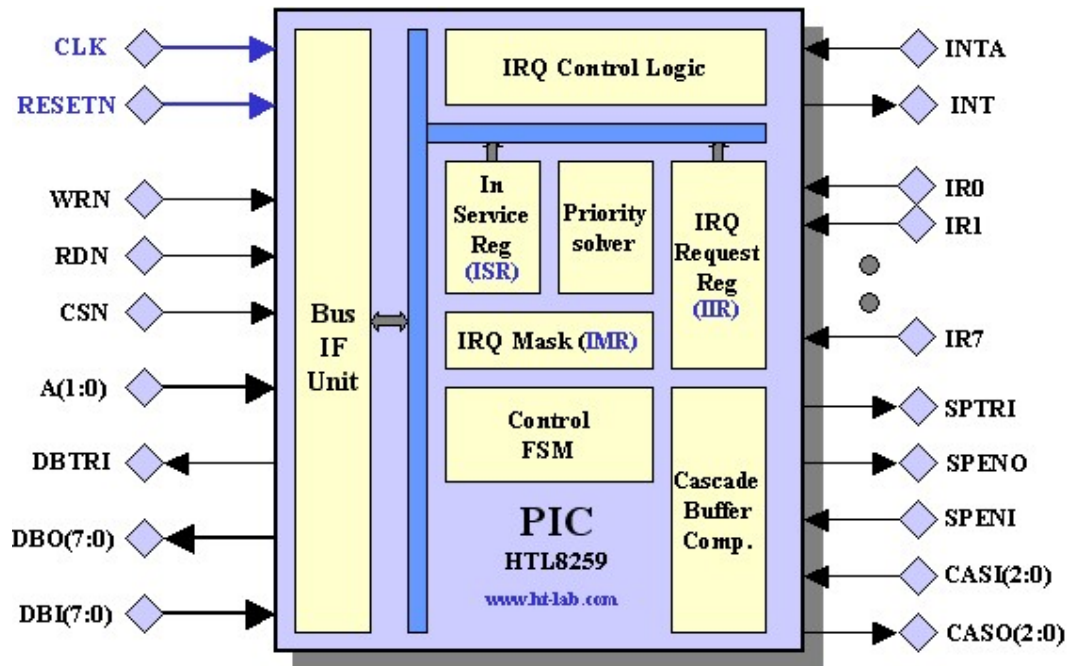 CLK
RESETN
WRN
RDN
CSN
A(1:0)
DBTRI
DBO(7:0)
DBI(7:0)
Bus
IF
Unit
IRQ Control Logic
In
Service
Reg
(ISR)
Priority
solver
IRQ
Request
Reg
(IIR)
IRQ Mask (IMR)
Control
FSM
Cascade
Buffer
Comp.
PIC
HTL8259
www.ht-lab.com
INTA
INT
IR0
IR1
IR7
SPTRI
SPENO
SPENI
CASI(2:0)
CASO(2:0)